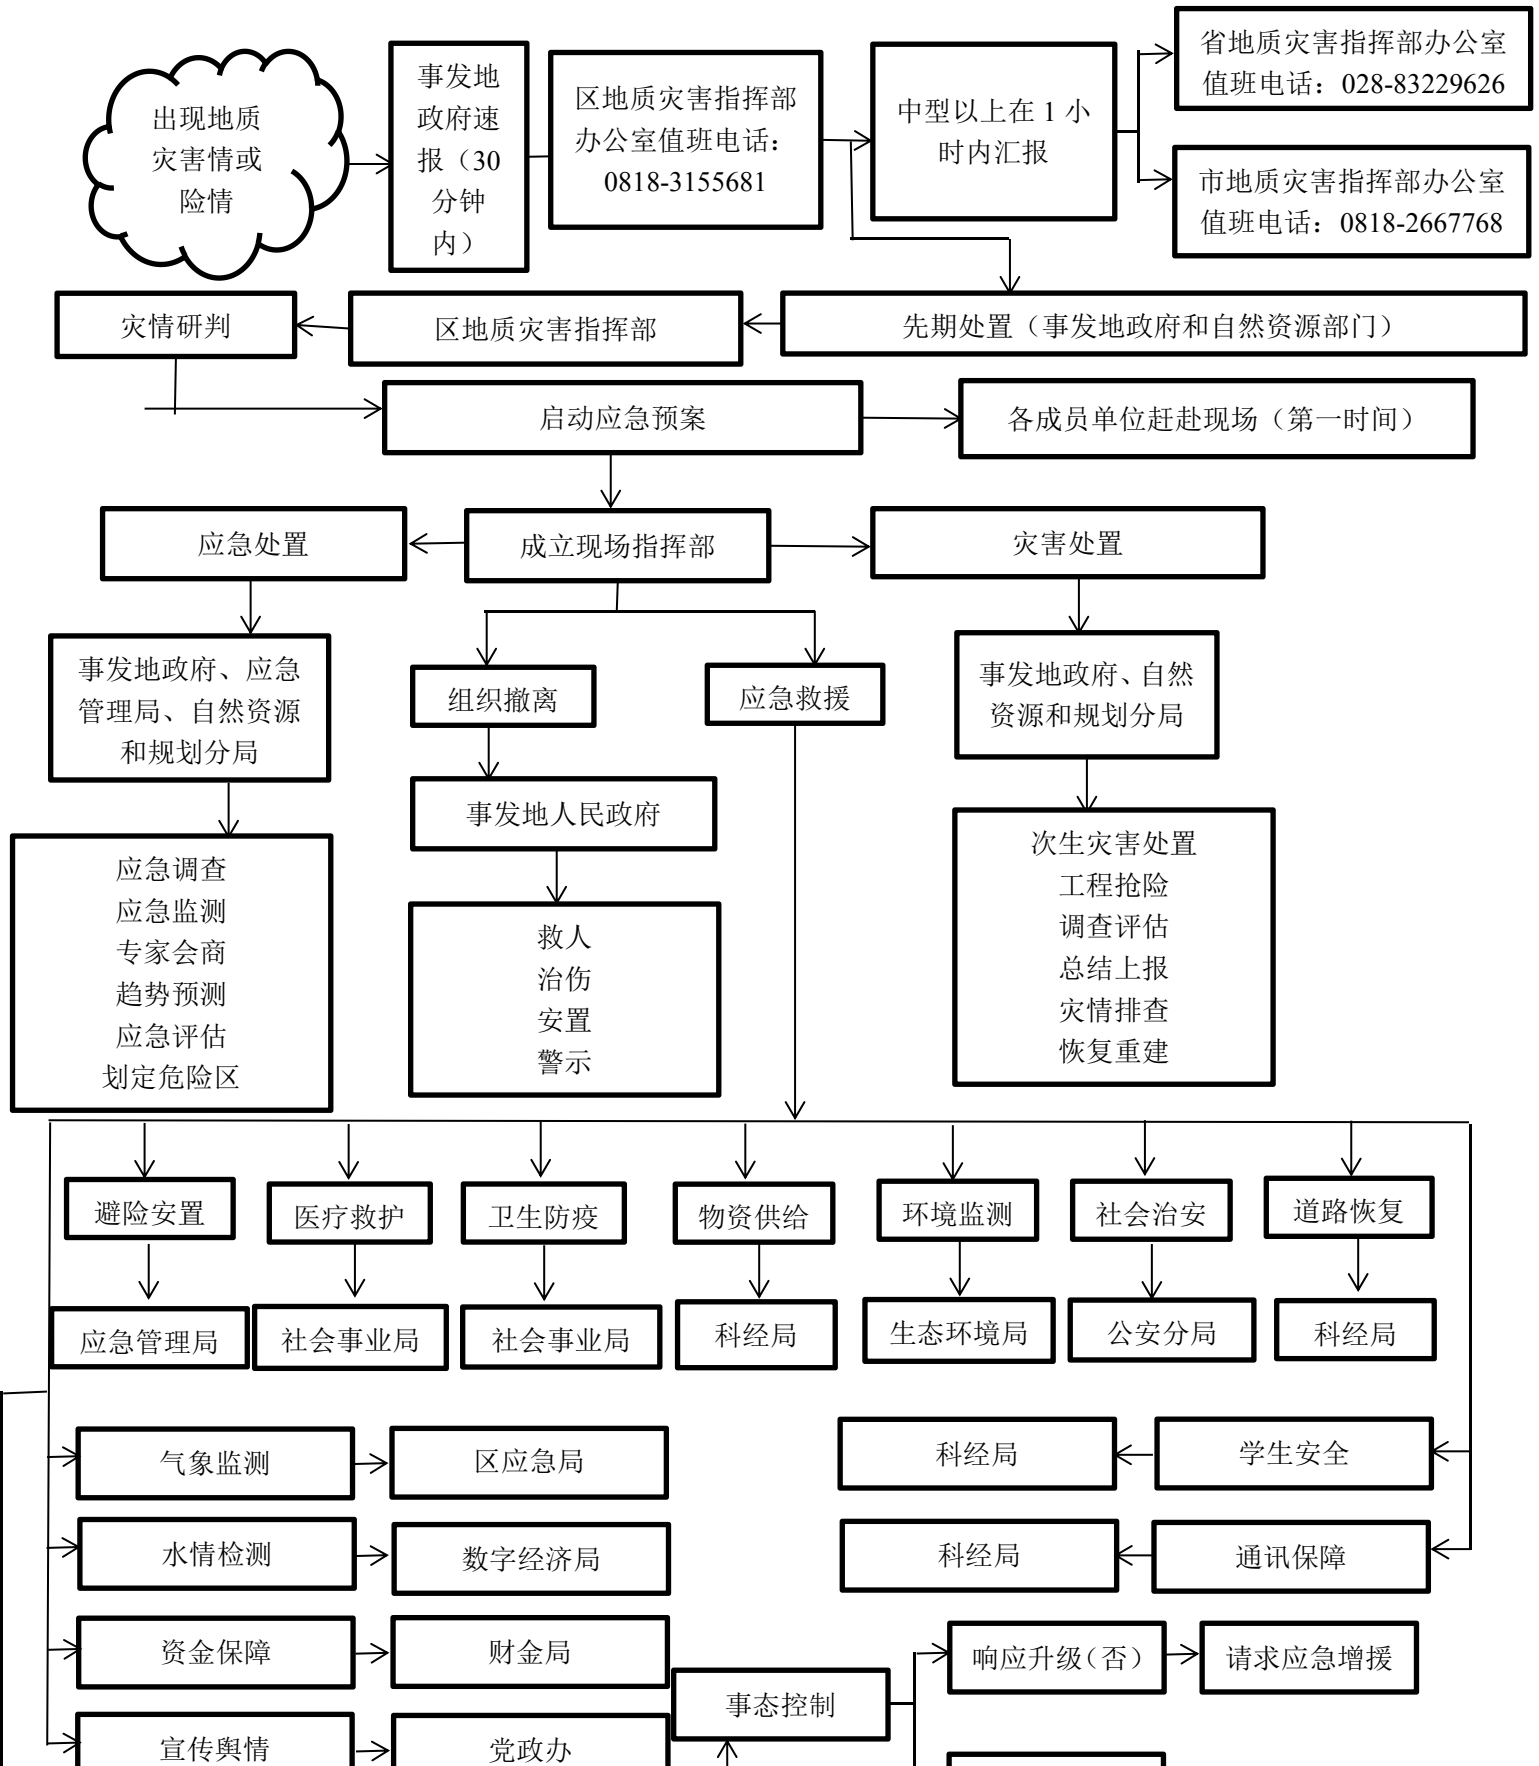 出现地质
灾害情或
险情
事发地
政府速
报（30
分钟
内）
区地质灾害指挥部
办公室值班电话：
0818-3155681
中型以上在 1 小
时内汇报
省地质灾害指挥部办公室
值班电话：028-83229626
市地质灾害指挥部办公室
值班电话：0818-2667768
灾情研判
区地质灾害指挥部
先期处置（事发地政府和自然资源部门）
启动应急预案
各成员单位赶赴现场（第一时间）
应急处置
成立现场指挥部
灾害处置
事发地政府、应急
管理局、自然资源
和规划分局
组织撤离
应急救援
事发地政府、自然
资源和规划分局
事发地人民政府
应急调查
应急监测
专家会商
趋势预测
应急评估
划定危险区
救人
治伤
安置
警示
次生灾害处置
工程抢险
调查评估
总结上报
灾情排查
恢复重建
避险安置
医疗救护
卫生防疫
物资供给
环境监测
社会治安
道路恢复
应急管理局
社会事业局
社会事业局
科经局
生态环境局
公安分局
科经局
气象监测
区应急局
科经局
学生安全
水情检测
数字经济局
科经局
通讯保障
资金保障
财金局
响应升级（否）
请求应急增援
事态控制
宣传舆情
党政办